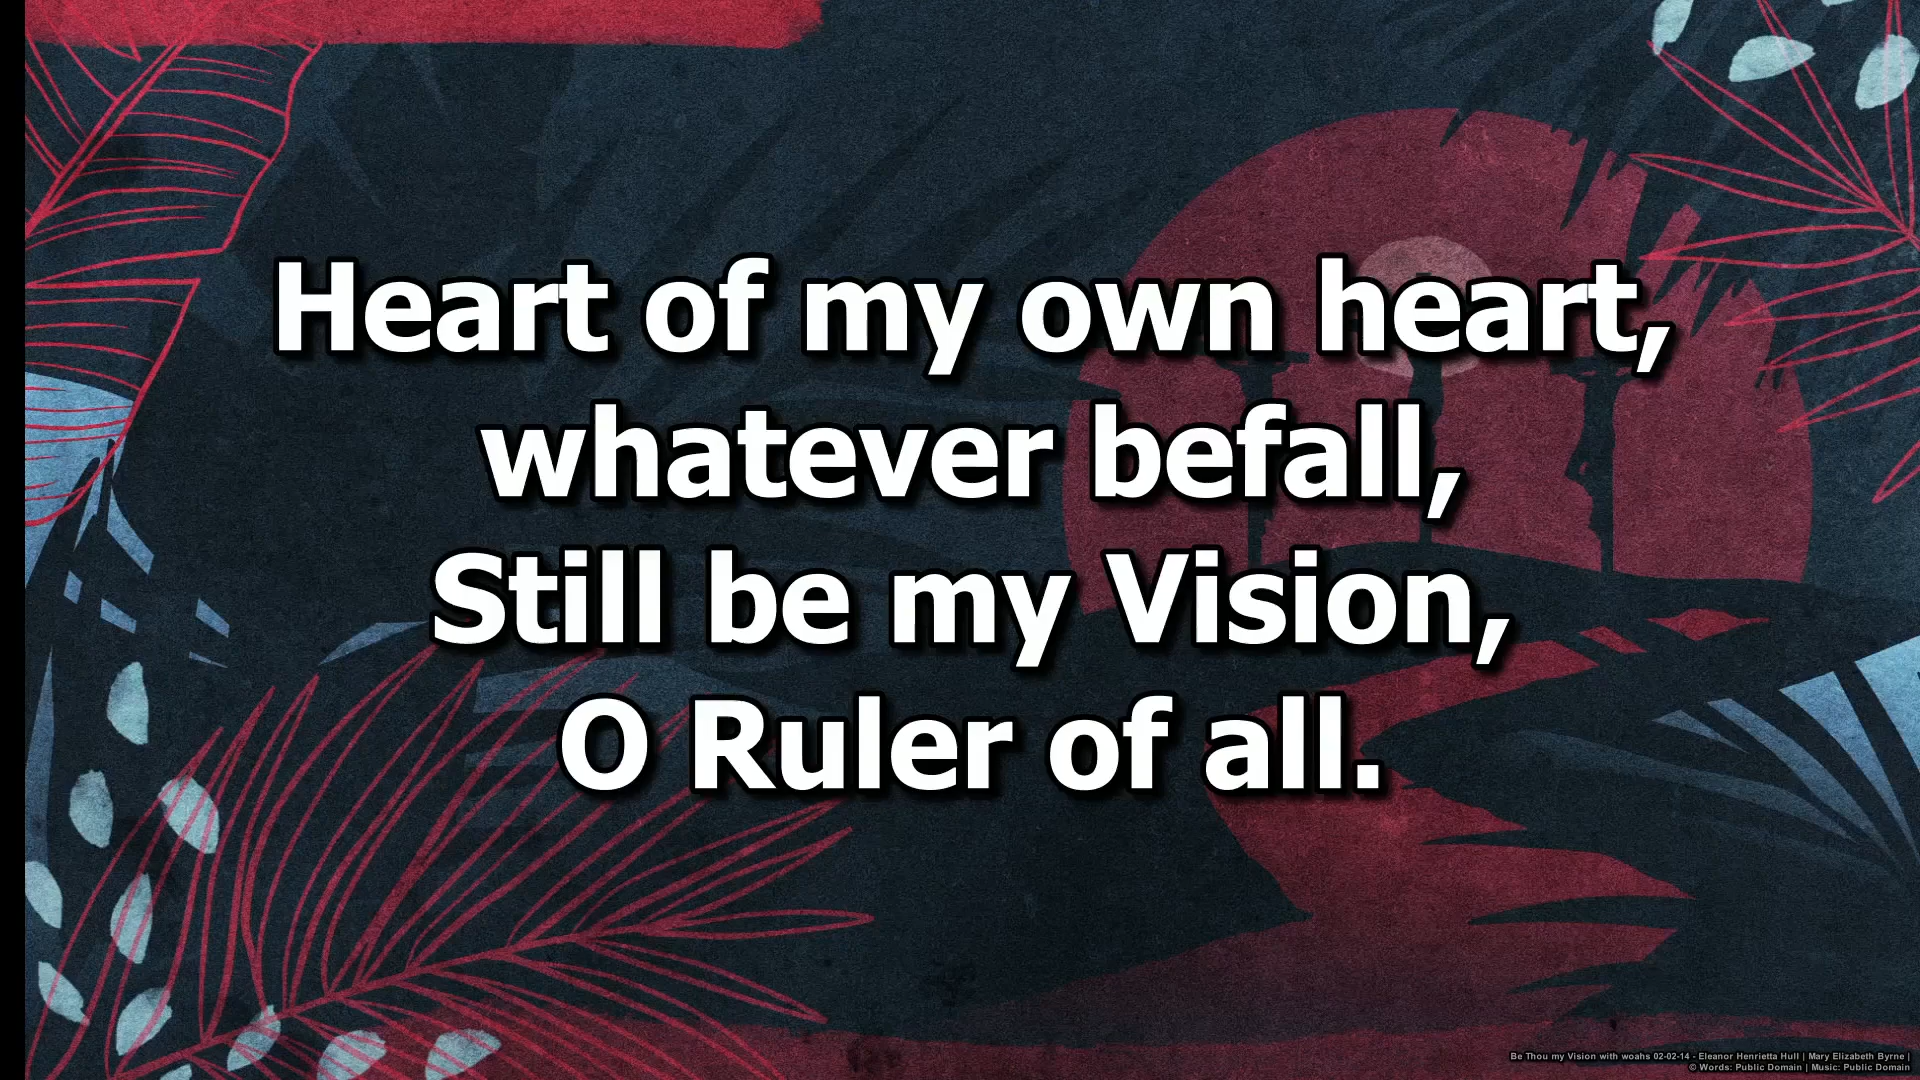 Heart of my own heart,
whatever befall,
Still be my Vision,
O Ruler of all.
Be Thou my Vision with woahs 02-02-14 - Eleanor Henrietta Hull | Mary Elizabeth Byrne |
© Words: Public Domain | Music: Public Domain